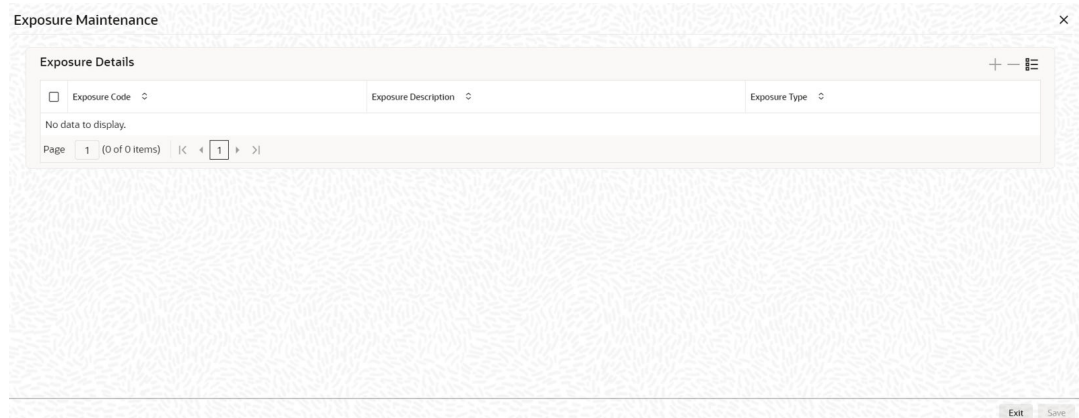 Exposure Maintenance
Exposure Details
Exposure Code Exposure Description Exposure Type
No data to display.
Page 1 (0 of 0 items) 1
Exit Save